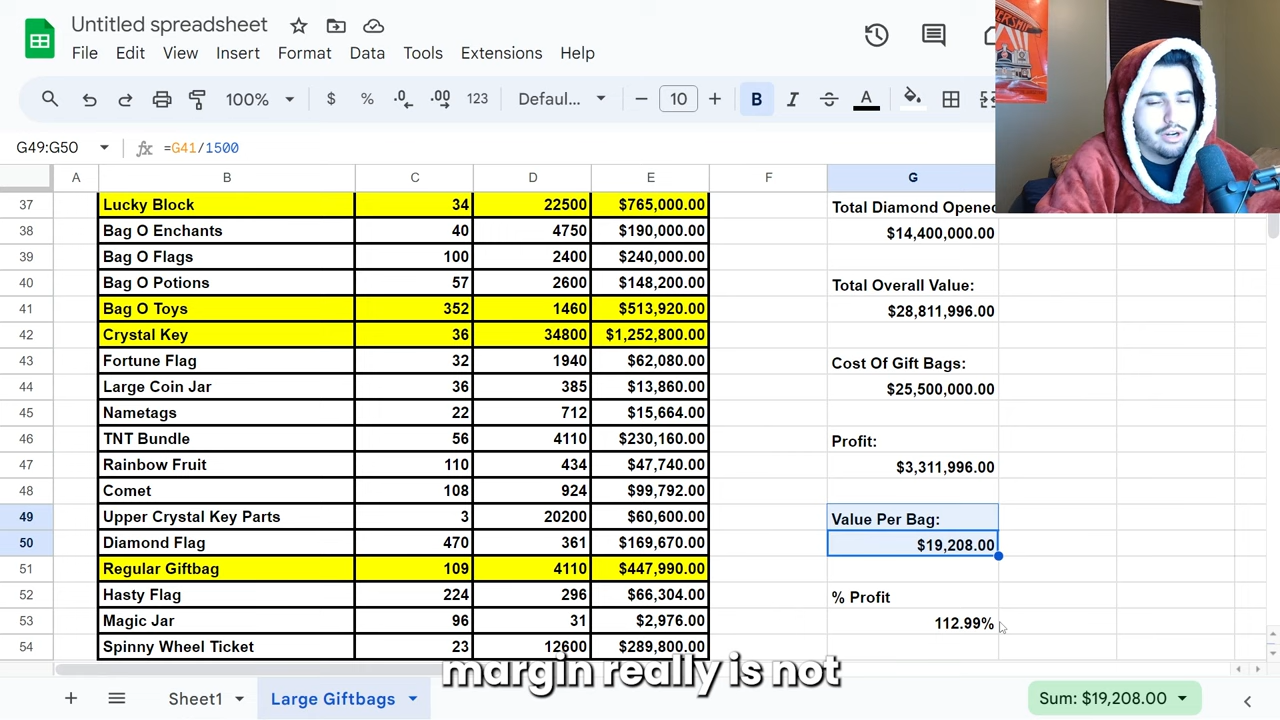 Untitled spreadsheet
File Edit View Insert Format Data Tools Extensions Help
100% $ % .0 .00 123 Defaul... − 10 + B I A
G49:G50 fx =G41/1500
A B C D E F G
37 Lucky Block 34 22500 $765,000.00 Total Diamond Opened
38 Bag O Enchants 40 4750 $190,000.00 $14,400,000.00
39 Bag O Flags 100 2400 $240,000.00
40 Bag O Potions 57 2600 $148,200.00 Total Overall Value:
41 Bag O Toys 352 1460 $513,920.00 $28,811,996.00
42 Crystal Key 36 34800 $1,252,800.00
43 Fortune Flag 32 1940 $62,080.00 Cost Of Gift Bags:
44 Large Coin Jar 36 385 $13,860.00 $25,500,000.00
45 Nametags 22 712 $15,664.00
46 TNT Bundle 56 4110 $230,160.00 Profit:
47 Rainbow Fruit 110 434 $47,740.00 $3,311,996.00
48 Comet 108 924 $99,792.00
49 Upper Crystal Key Parts 3 20200 $60,600.00 Value Per Bag:
50 Diamond Flag 470 361 $169,670.00 $19,208.00
51 Regular Giftbag 109 4110 $447,990.00
52 Hasty Flag 224 296 $66,304.00 % Profit
53 Magic Jar 96 31 $2,976.00 112.99%
54 Spinny Wheel Ticket 23 12600 $289,800.00
margin really is not
Sheet1 Large Giftbags Sum: $19,208.00